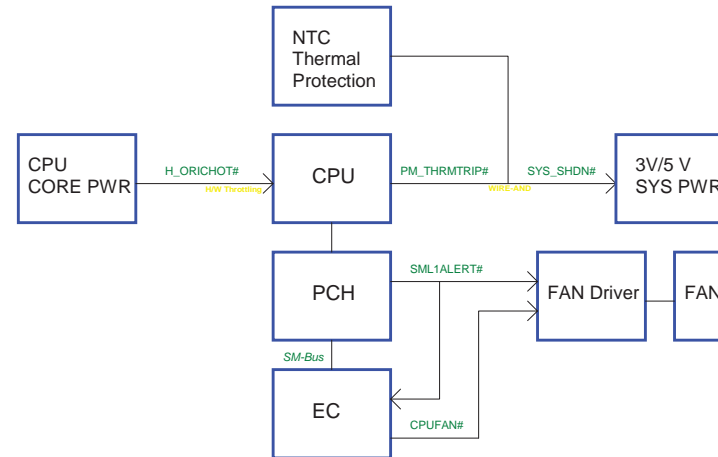 NTC
Thermal
Protection
CPU
CORE PWR
H_ORICHOT#
H/W Throttling
CPU
PM_THRMTRIP#
WIRE-AND
SYS_SHDN#
3V/5 V
SYS PWR
PCH
SML1ALERT#
FAN Driver
FAN
SM-Bus
EC
CPUFAN#